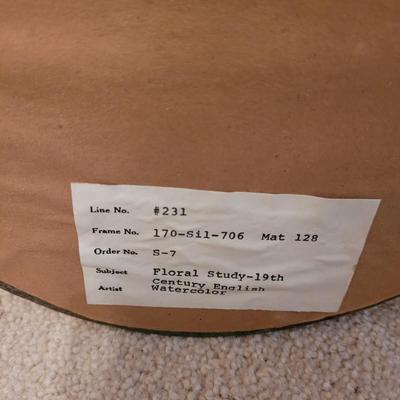 Line No. #231
Frame No. 170-Sil-706 Mat 128
Order No. S-7
Subject Floral Study-19th
Century English
Artist Watercolor